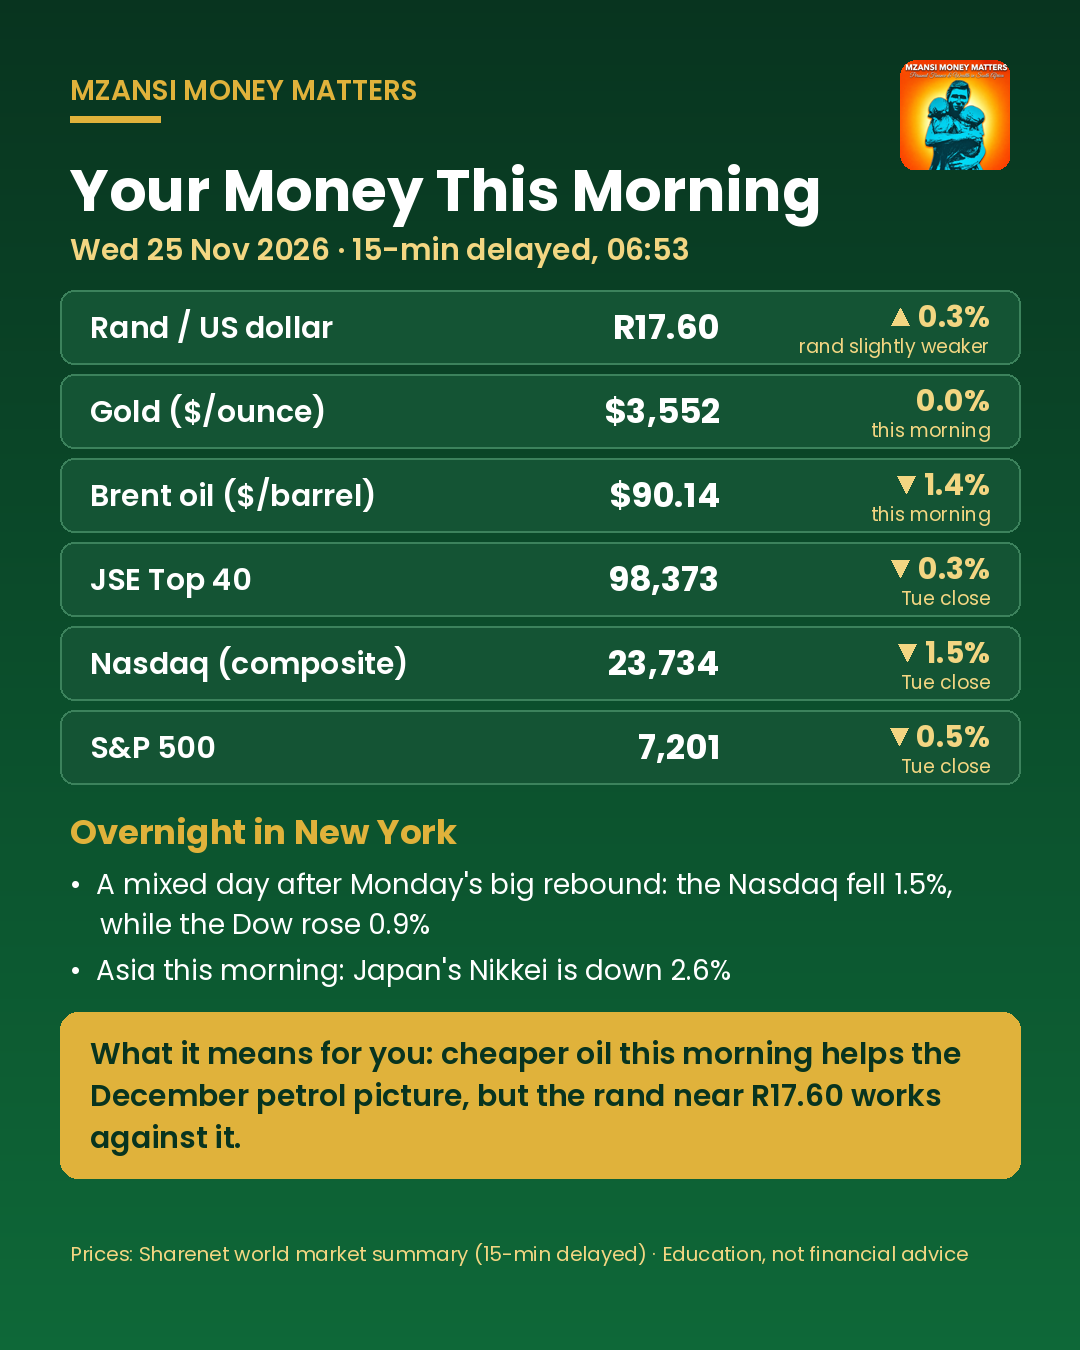 MZANSI MONEY MATTERS
MZANSI MONEY MATTERS
Your Money This Morning
Wed 25 Nov 2026 · 15-min delayed, 06:53
Rand / US dollar R17.60 ▲ 0.3%
rand slightly weaker
Gold ($/ounce) $3,552 0.0%
this morning
Brent oil ($/barrel) $90.14 ▼ 1.4%
this morning
JSE Top 40 98,373 ▼ 0.3%
Tue close
Nasdaq (composite) 23,734 ▼ 1.5%
Tue close
S&P 500 7,201 ▼ 0.5%
Tue close
Overnight in New York
• A mixed day after Monday's big rebound: the Nasdaq fell 1.5%,
while the Dow rose 0.9%
• Asia this morning: Japan's Nikkei is down 2.6%
What it means for you: cheaper oil this morning helps the
December petrol picture, but the rand near R17.60 works
against it.
Prices: Sharenet world market summary (15-min delayed) · Education, not financial advice